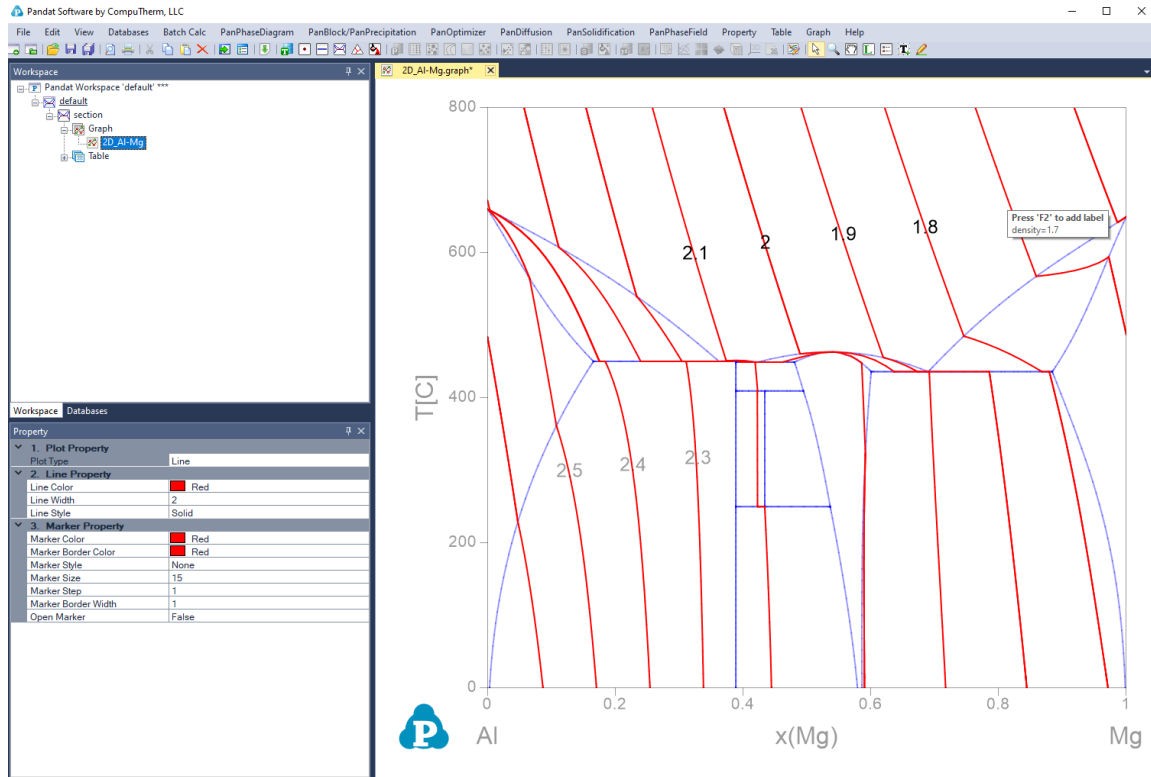 Pandat Software by CompuTherm, LLC
File Edit View Databases Batch Calc PanPhaseDiagram PanBlock/PanPrecipitation PanOptimizer PanDiffusion PanSolidification PanPhaseField Property Table Graph Help
Workspace
2D_Al-Mg.graph*
Pandat Workspace 'default' ***
default
section
Graph
2D_Al-Mg
Table
Workspace Databases
Property
1. Plot Property
Plot Type Line
2. Line Property
Line Color Red
Line Width 2
Line Style Solid
3. Marker Property
Marker Color Red
Marker Border Color Red
Marker Style None
Marker Size 15
Marker Step 1
Marker Border Width 1
Open Marker False
800
600
400
200
0
T[C]
Press 'F2' to add label
density=1.7
2.1 2 1.9 1.8
2.5 2.4 2.3
0 0.2 0.4 0.6 0.8 1
P Al x(Mg) Mg